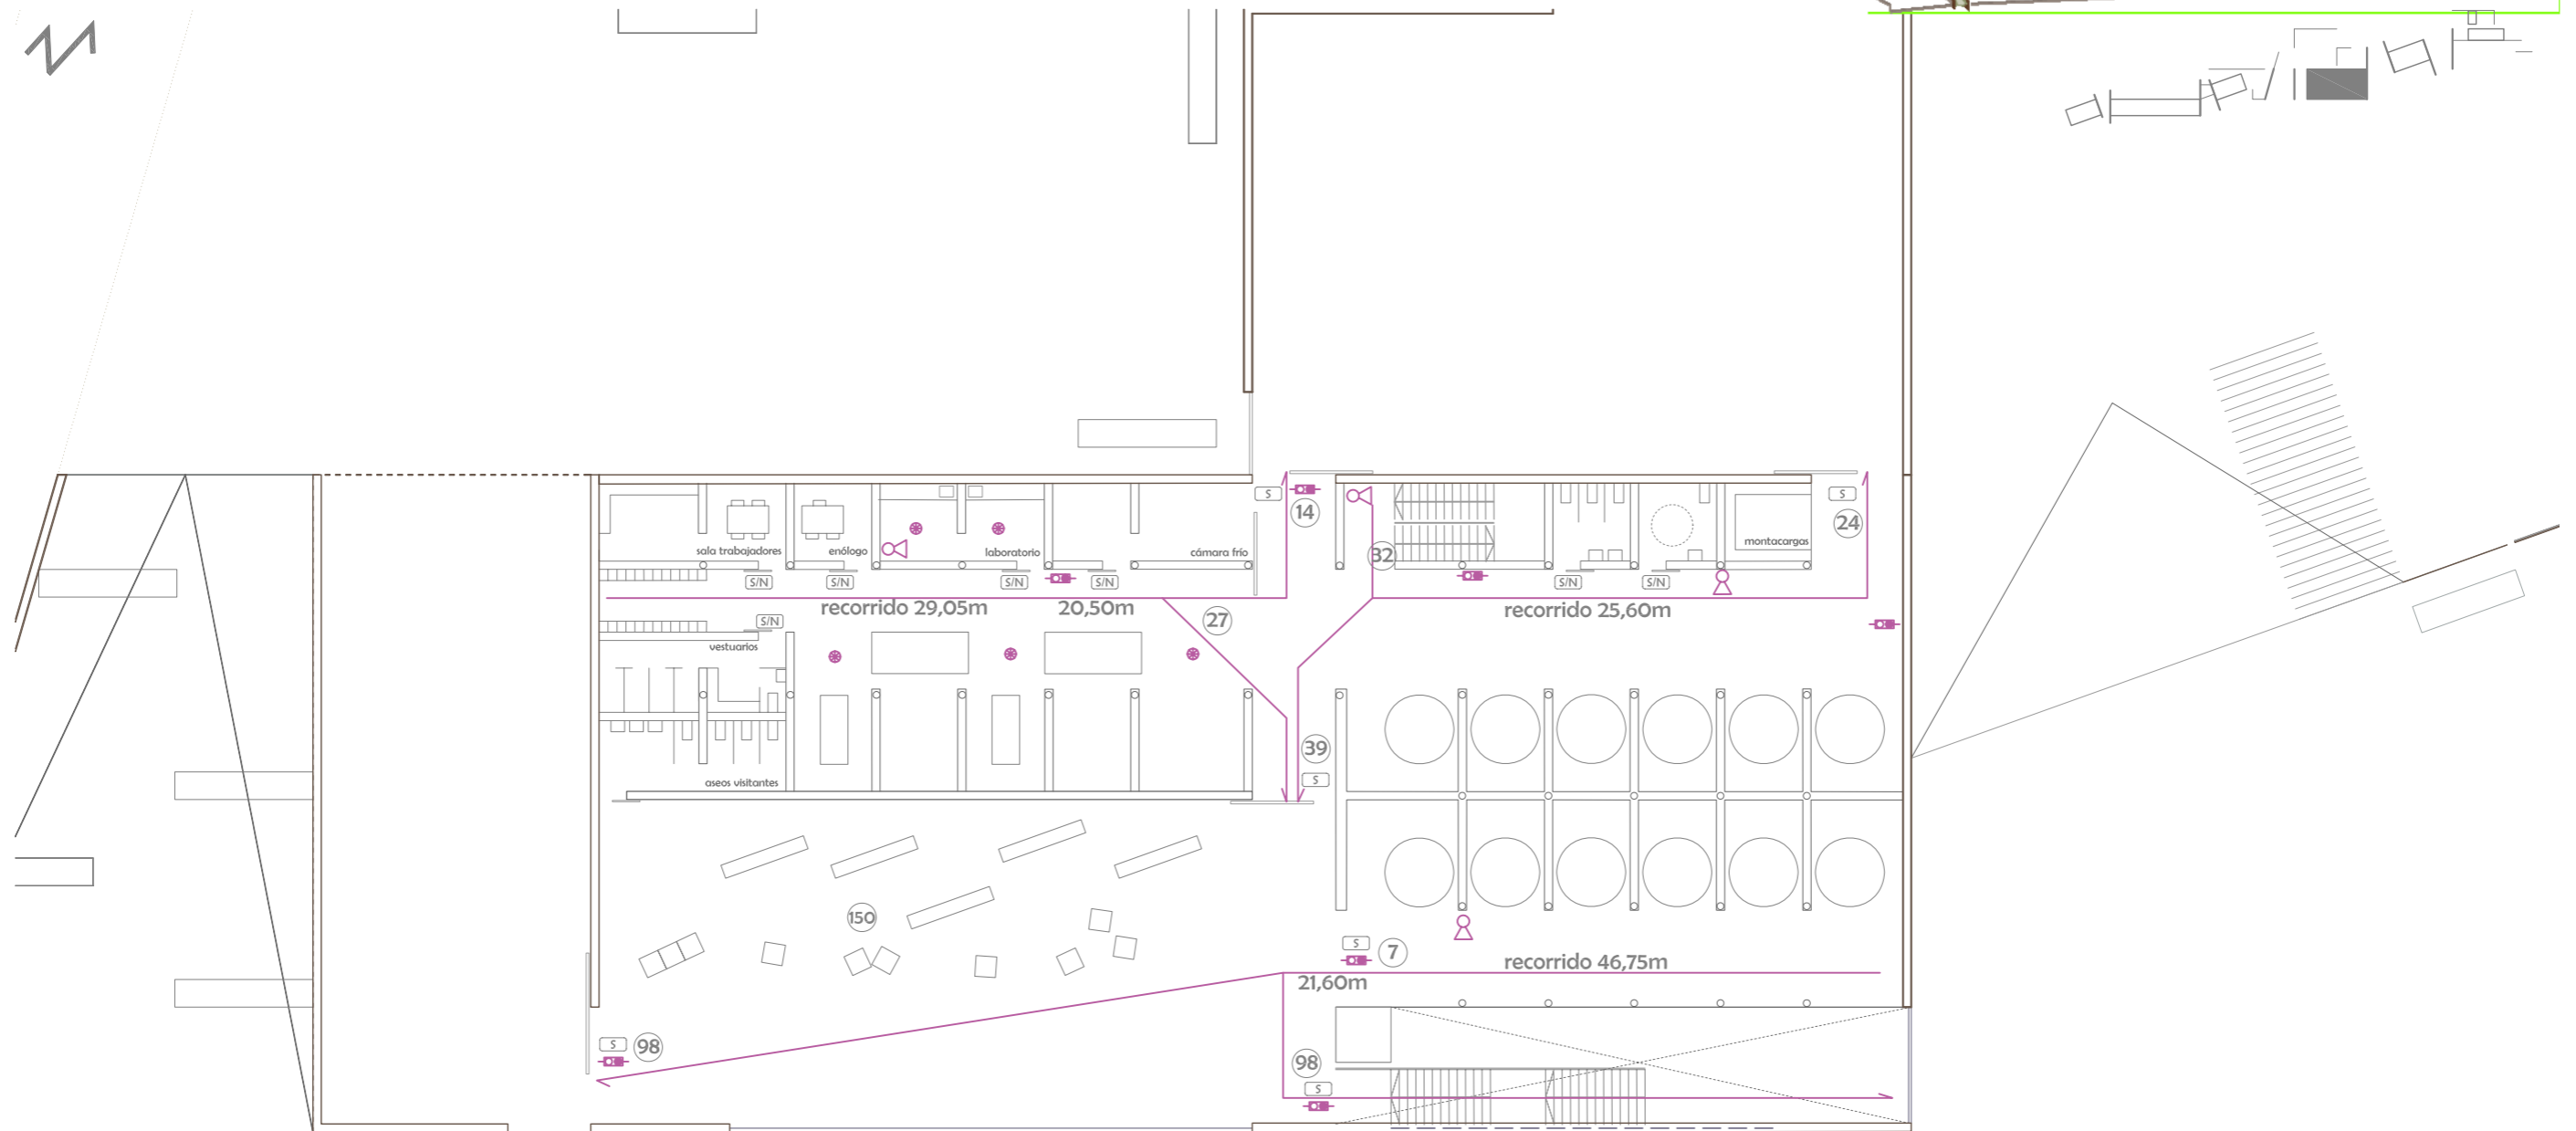 S
14
S
24
32
sala trabajadores
enólogo
laboratorio
cámara frío
montacargas
S/N
S/N
S/N
S/N
S/N
S/N
recorrido 29,05m
20,50m
recorrido 25,60m
27
S/N
vestuarios
39
S
aseos visitantes
150
S
7
recorrido 46,75m
21,60m
S
98
98
S